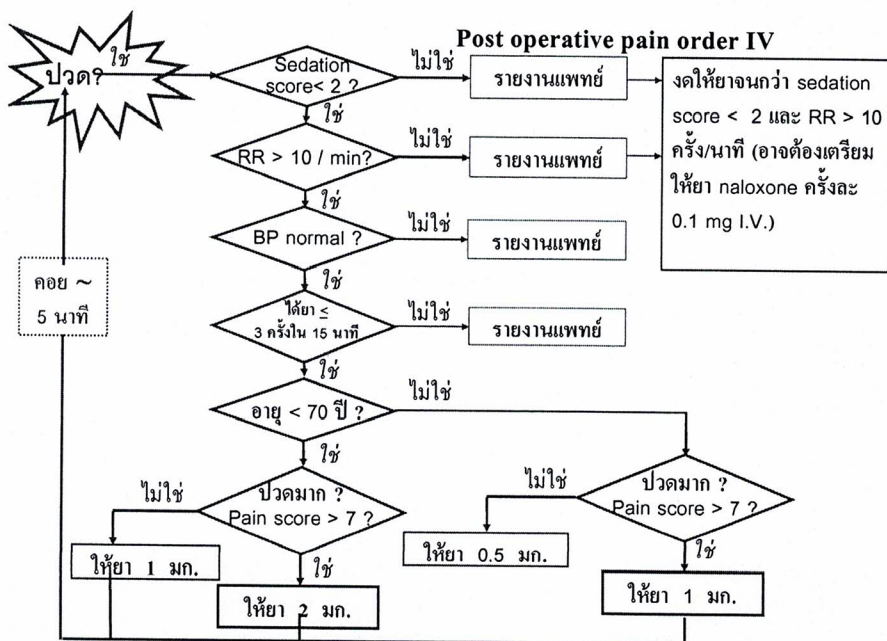 Post operative pain order IV
ปวด?
ใช่
Sedation
score< 2 ?
ไม่ใช่
รายงานแพทย์
งดให้ยาจนกว่า sedation
score < 2 และ RR > 10
ครั้ง/นาที (อาจต้องเตรียม
ให้ยา naloxone ครั้งละ
0.1 mg I.V.)
ใช่
RR > 10 / min?
ไม่ใช่
รายงานแพทย์
ใช่
BP normal ?
ไม่ใช่
รายงานแพทย์
ใช่
คอย ~
5 นาที
ได้ยา ≤
3 ครั้งใน 15 นาที
ไม่ใช่
รายงานแพทย์
ใช่
อายุ < 70 ปี ?
ไม่ใช่
ใช่
ปวดมาก ?
Pain score > 7 ?
ไม่ใช่
ให้ยา 1 มก.
ใช่
ให้ยา 2 มก.
ปวดมาก ?
Pain score > 7 ?
ไม่ใช่
ให้ยา 0.5 มก.
ใช่
ให้ยา 1 มก.